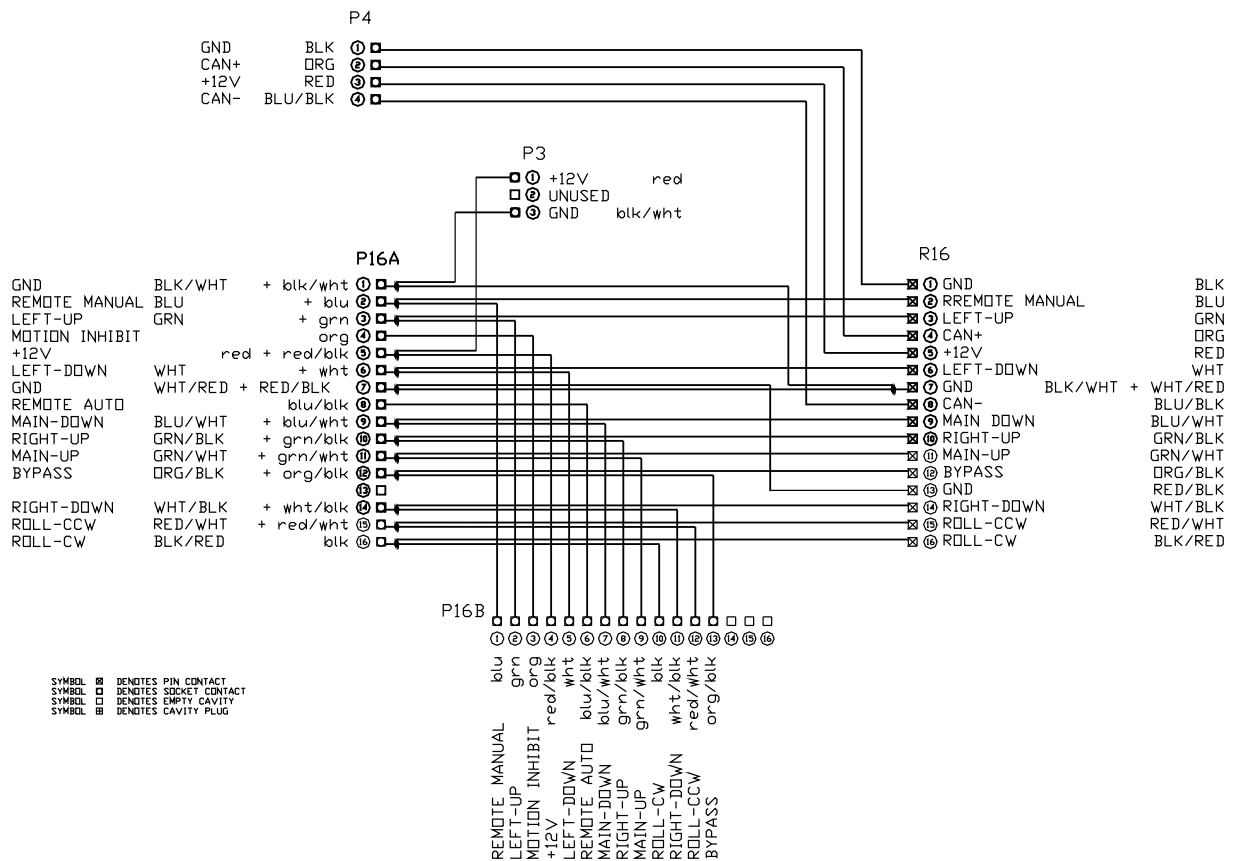 P4
GND BLK 1
CAN+ ORG 2
+12V RED 3
CAN- BLU/BLK 4
P3
1 +12V red
2 UNUSED
3 GND blk/wht
P16A
GND BLK/WHT + blk/wht 1
REMOTE MANUAL BLU + blu 2
LEFT-UP GRN + grn 3
MOTION INHIBIT org 4
+12V red + red/blk 5
LEFT-DOWN WHT + wht 6
GND WHT/RED + RED/BLK 7
REMOTE AUTO blu/blk 8
MAIN-DOWN BLU/WHT + blu/wht 9
RIGHT-UP GRN/BLK + grn/blk 10
MAIN-UP GRN/WHT + grn/wht 11
BYPASS ORG/BLK + org/blk 12
13
RIGHT-DOWN WHT/BLK + wht/blk 14
ROLL-CCW RED/WHT + red/wht 15
ROLL-CW BLK/RED blk 16
R16
1 GND BLK
2 RREMOTE MANUAL BLU
3 LEFT-UP GRN
4 CAN+ ORG
5 +12V RED
6 LEFT-DOWN WHT
7 GND BLK/WHT + WHT/RED
8 CAN- BLU/BLK
9 MAIN DOWN BLU/WHT
10 RIGHT-UP GRN/BLK
11 MAIN-UP GRN/WHT
12 BYPASS ORG/BLK
13 GND RED/BLK
14 RIGHT-DOWN WHT/BLK
15 ROLL-CCW RED/WHT
16 ROLL-CW BLK/RED
P16B
1 blu REMOTE MANUAL
2 grn LEFT-UP
3 org MOTION INHIBIT
4 red/blk +12V
5 wht LEFT-DOWN
6 blu/blk REMOTE AUTO
7 blu/wht MAIN-DOWN
8 grn/blk RIGHT-UP
9 grn/wht MAIN-UP
10 blk ROLL-CW
11 wht/blk RIGHT-DOWN
12 red/wht ROLL-CCW
13 org/blk BYPASS
14
15
16
SYMBOL DENOTES PIN CONTACT
SYMBOL DENOTES SOCKET CONTACT
SYMBOL DENOTES EMPTY CAVITY
SYMBOL DENOTES CAVITY PLUG